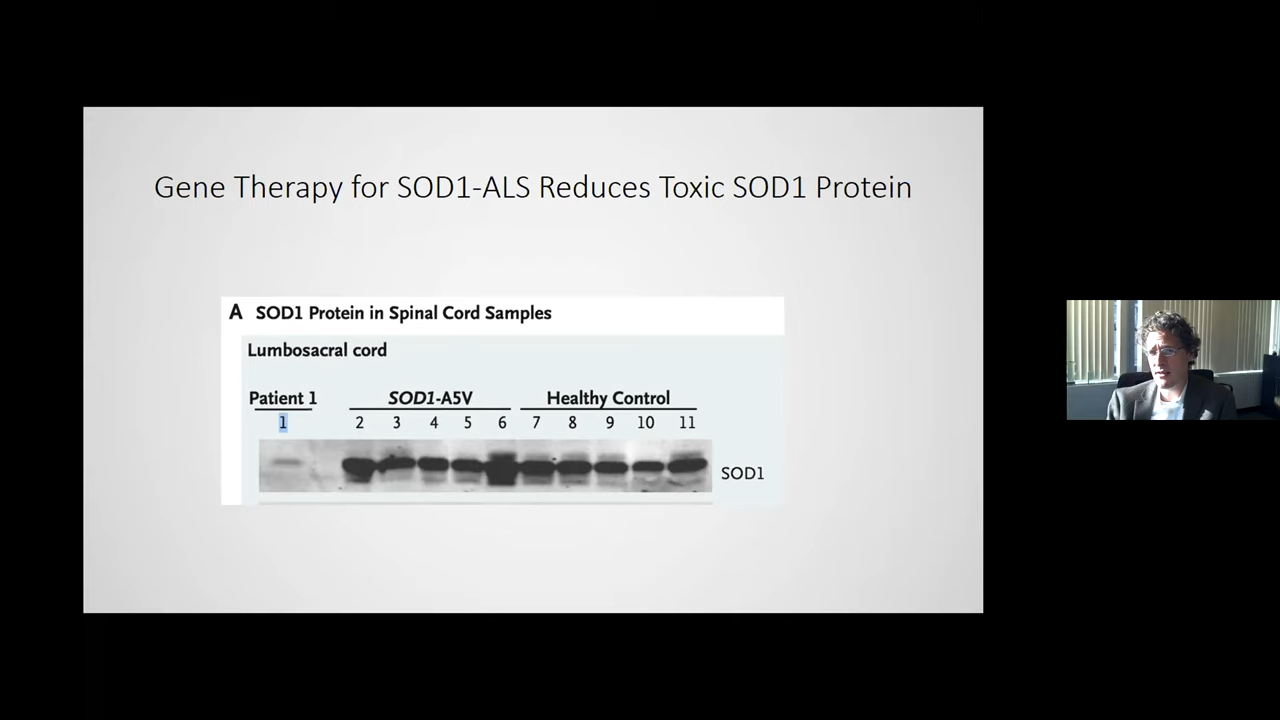 Gene Therapy for SOD1-ALS Reduces Toxic SOD1 Protein
A SOD1 Protein in Spinal Cord Samples
Lumbosacral cord
Patient 1 SOD1-A5V Healthy Control
1 2 3 4 5 6 7 8 9 10 11
SOD1